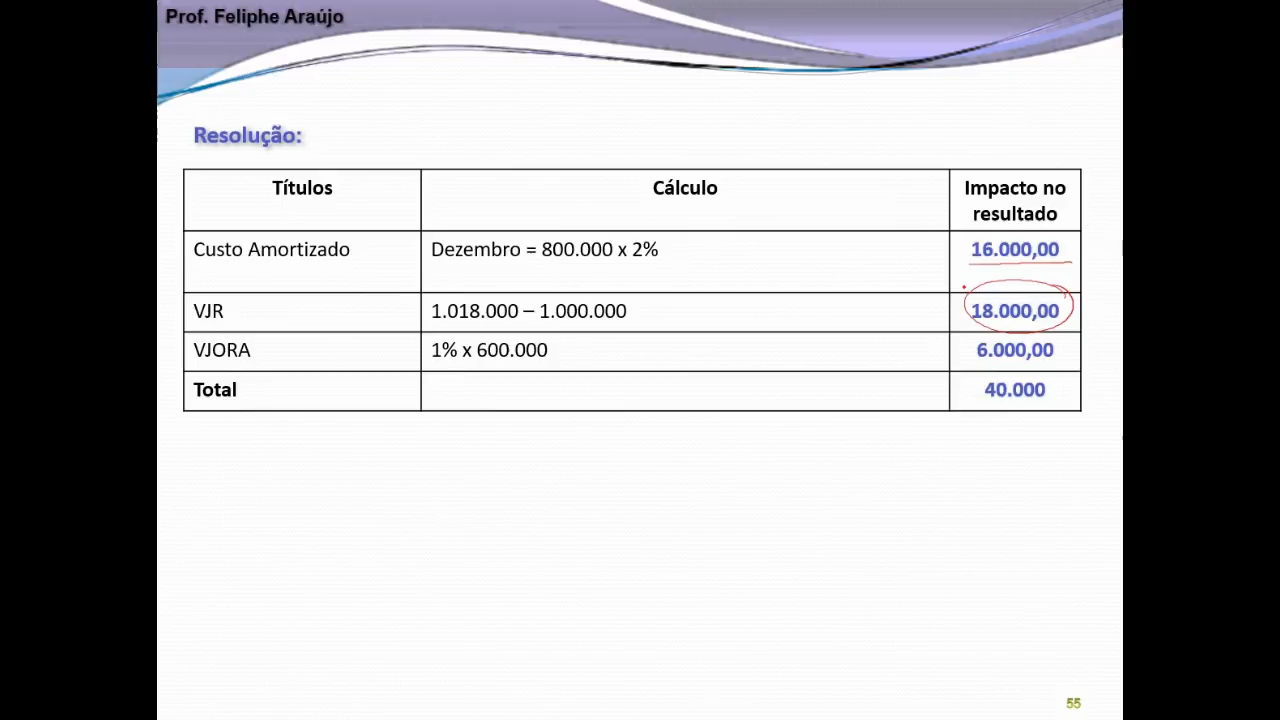 Prof. Feliphe Araújo
Resolução:
Títulos
Cálculo
Impacto no
resultado
Custo Amortizado
Dezembro = 800.000 x 2%
16.000,00
VJR
1.018.000 – 1.000.000
18.000,00
VJORA
1% x 600.000
6.000,00
Total
40.000
55